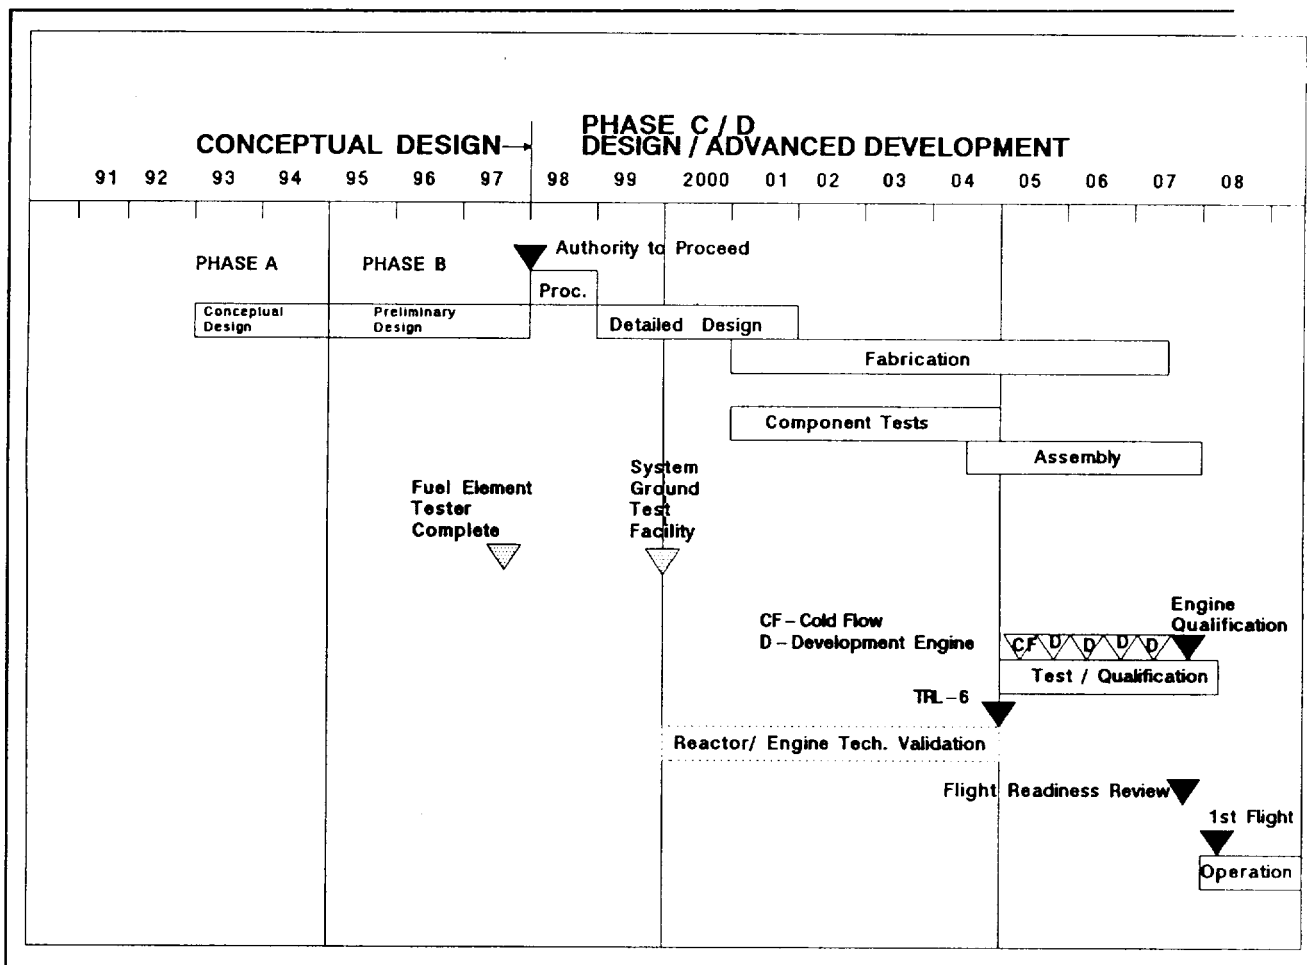 CONCEPTUAL DESIGN
PHASE C / D
DESIGN / ADVANCED DEVELOPMENT
91 92 93 94 95 96 97 98 99 2000 01 02 03 04 05 06 07 08
Authority to Proceed
PHASE A
PHASE B
Proc.
Conceptual
Design
Preliminary
Design
Detailed Design
Fabrication
Component Tests
Assembly
Fuel Element
Tester
Complete
System
Ground
Test
Facility
CF – Cold Flow
D – Development Engine
Engine
Qualification
CF D D D D
Test / Qualification
TRL – 6
Reactor/ Engine Tech. Validation
Flight Readiness Review
1st Flight
Operation